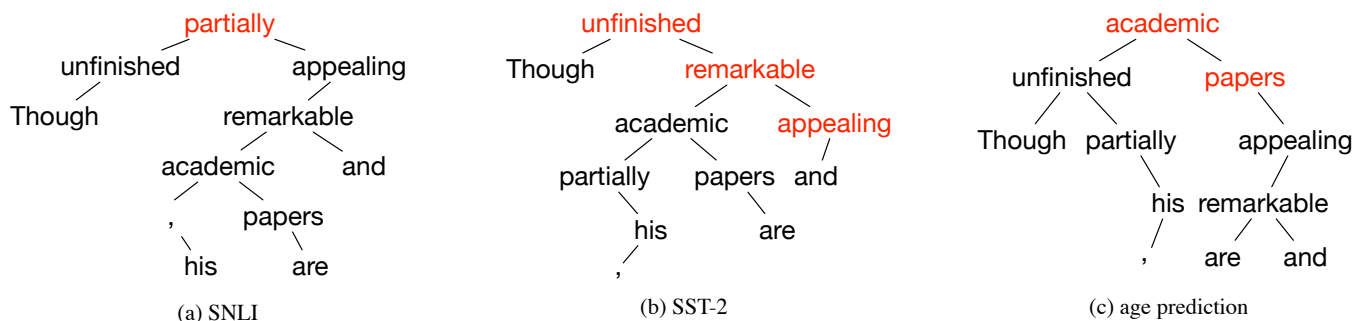 partially
unfinished appealing
Though remarkable
academic and
, papers
his are
(a) SNLI
unfinished
Though remarkable
academic appealing
partially papers and
his are
,
(b) SST-2
academic
unfinished papers
Though partially appealing
his remarkable
, are and
(c) age prediction